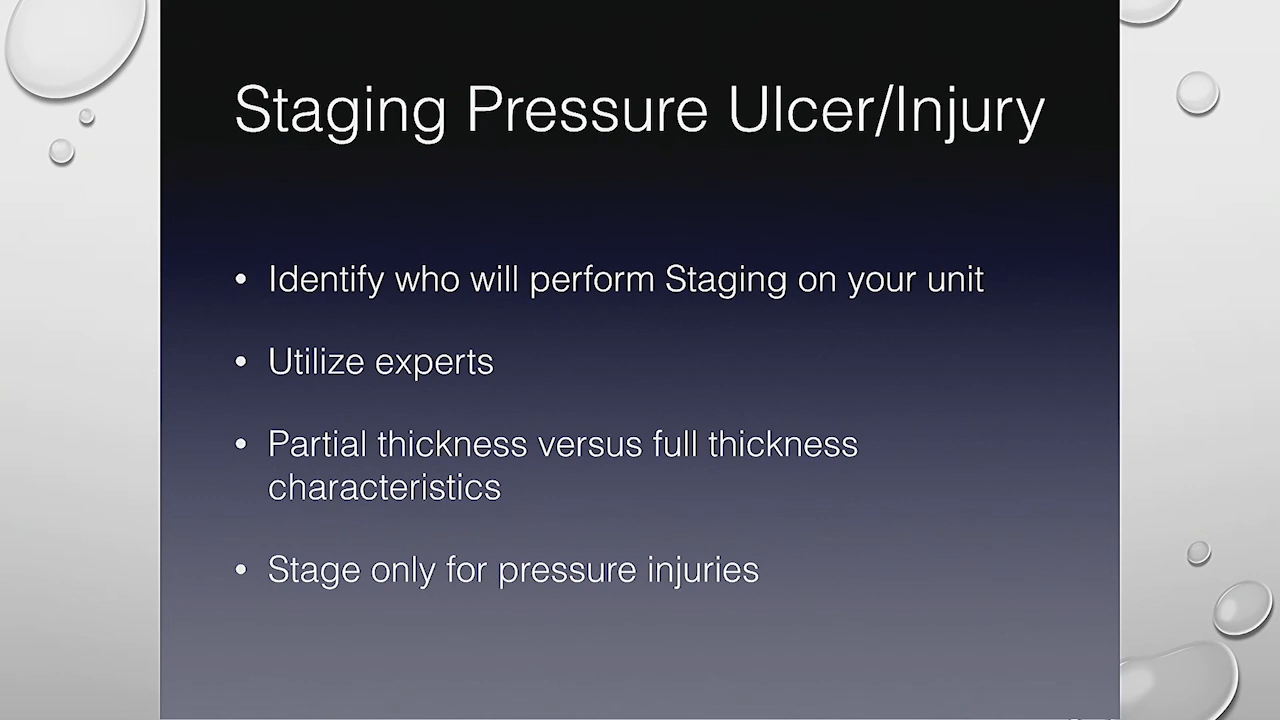 Staging Pressure Ulcer/Injury
• Identify who will perform Staging on your unit
• Utilize experts
• Partial thickness versus full thickness
characteristics
• Stage only for pressure injuries